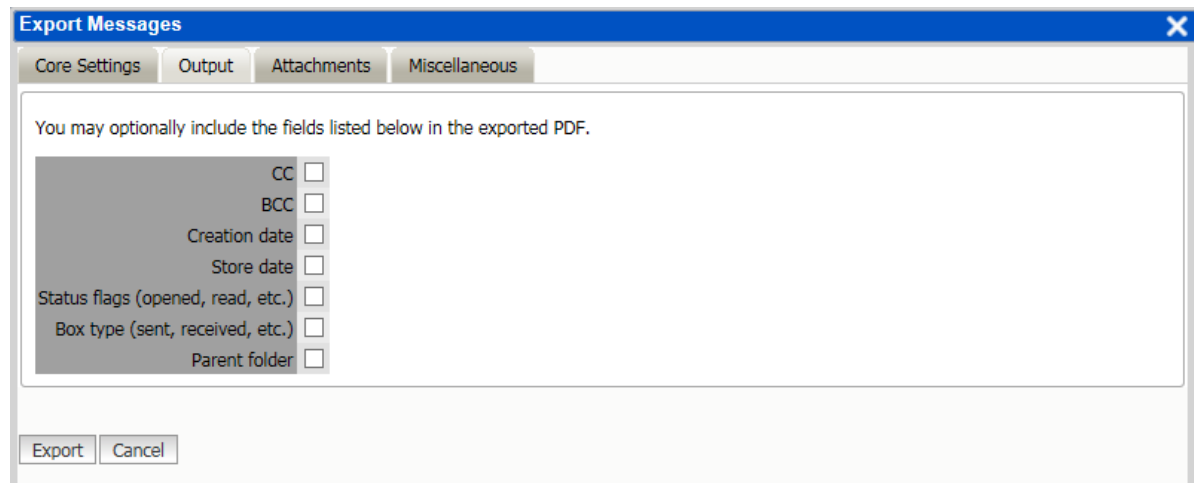 Export Messages
Core Settings Output Attachments Miscellaneous
You may optionally include the fields listed below in the exported PDF.
CC
BCC
Creation date
Store date
Status flags (opened, read, etc.)
Box type (sent, received, etc.)
Parent folder
Export Cancel